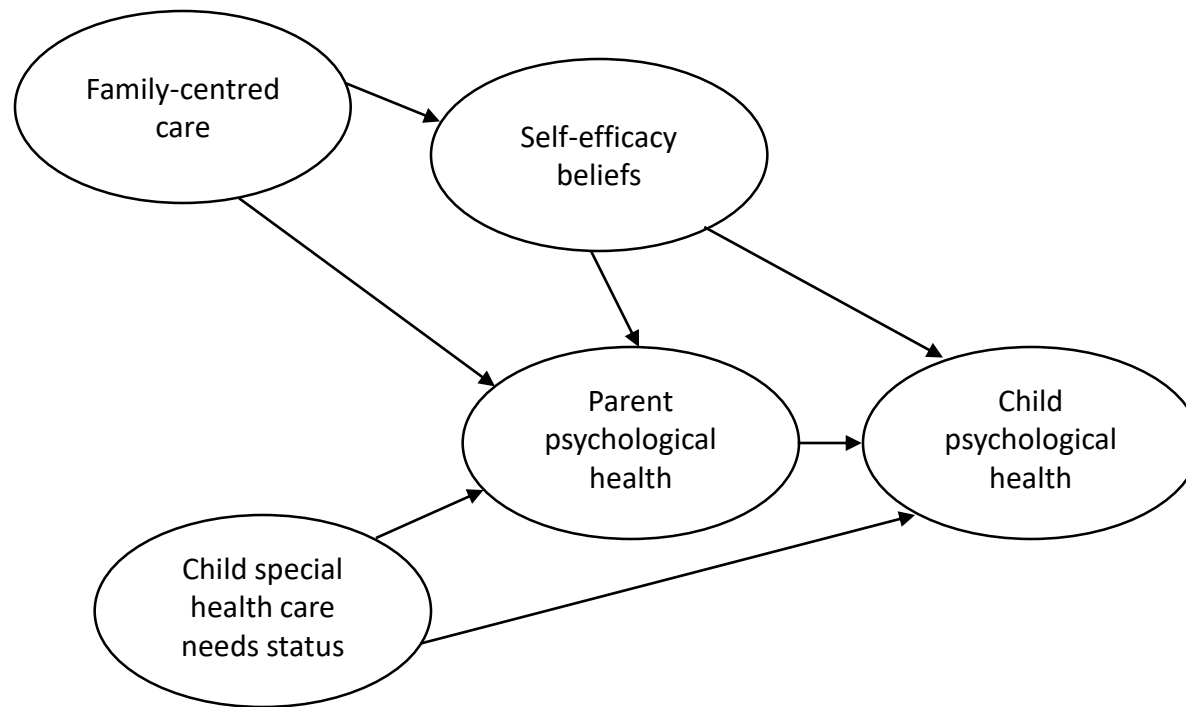 Family-centred
care
Self-efficacy
beliefs
Parent
psychological
health
Child
psychological
health
Child special
health care
needs status